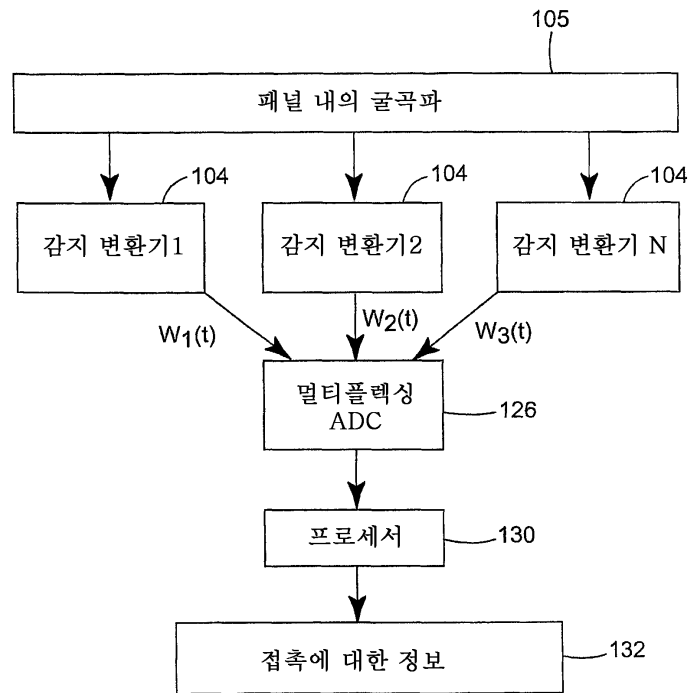 105
패널 내의 굴곡파
104
104
104
감지 변환기1
감지 변환기2
감지 변환기 N
W1(t)
W2(t)
W3(t)
멀티플렉싱
ADC
126
프로세서
130
접촉에 대한 정보
132